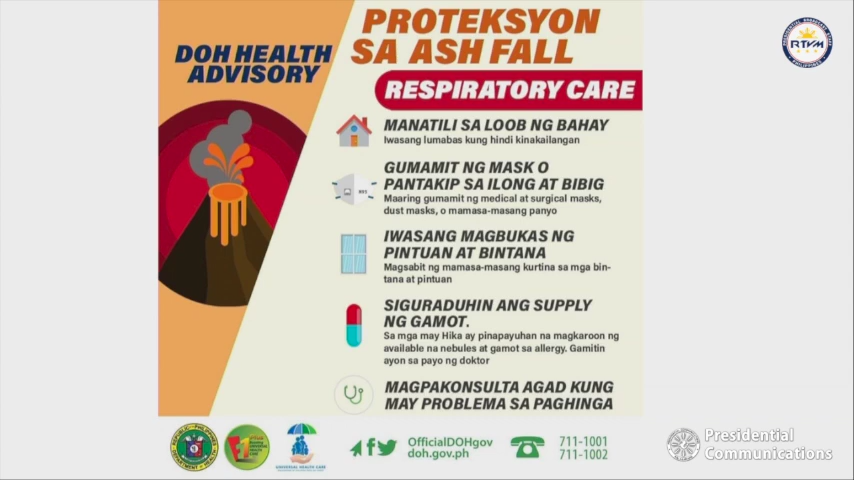 DOH HEALTH
ADVISORY
PROTEKSYON
SA ASH FALL
RESPIRATORY CARE
MANATILI SA LOOB NG BAHAY
Iwasang lumabas kung hindi kinakailangan
GUMAMIT NG MASK O
PANTAKIP SA ILONG AT BIBIG
Maaring gumamit ng medical at surgical masks,
dust masks, o mamasa-masang panyo
IWASANG MAGBUKAS NG
PINTUAN AT BINTANA
Magsabit ng mamasa-masang kurtina sa mga bin-
tana at pintuan
SIGURADUHIN ANG SUPPLY
NG GAMOT.
Sa mga may Hika ay pinapayuhan na magkaroon ng
available na nebules at gamot sa allergy. Gamitin
ayon sa payo ng doktor
MAGPAKONSULTA AGAD KUNG
MAY PROBLEMA SA PAGHINGA
UNIVERSAL HEALTH CARE
OfficialDOHgov
doh.gov.ph
711-1001
711-1002
RTVM
Presidential
Communications